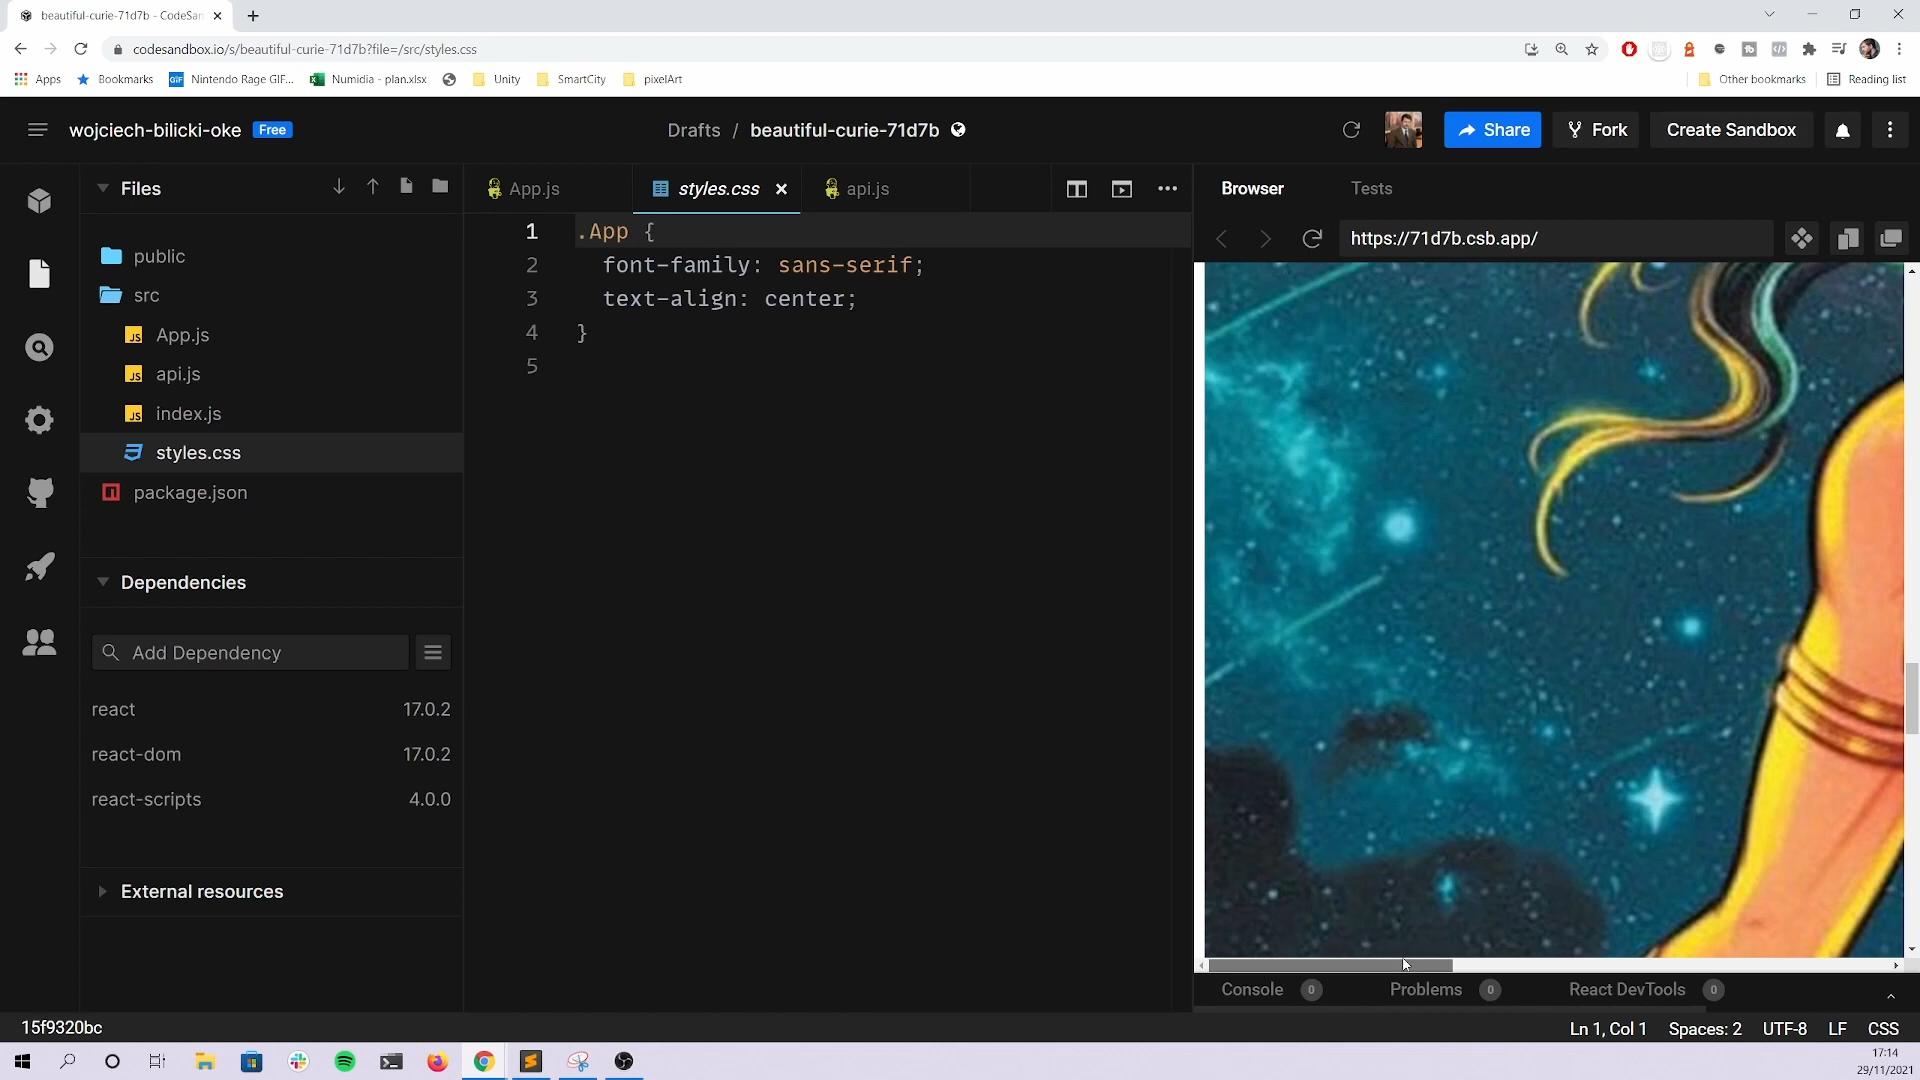 beautiful-curie-71d7b - CodeSan
codesandbox.io/s/beautiful-curie-71d7b?file=/src/styles.css
Apps Bookmarks Nintendo Rage GIF... Numidia - plan.xlsx Unity SmartCity pixelArt Other bookmarks Reading list
wojciech-bilicki-oke Free Drafts / beautiful-curie-71d7b Share Fork Create Sandbox
Files
public
src
App.js
api.js
index.js
styles.css
package.json
Dependencies
Add Dependency
react 17.0.2
react-dom 17.0.2
react-scripts 4.0.0
External resources
App.js styles.css api.js
1 .App {
2 font-family: sans-serif;
3 text-align: center;
4 }
5
Browser Tests
https://71d7b.csb.app/
Console 0 Problems 0 React DevTools 0
15f9320bc Ln 1, Col 1 Spaces: 2 UTF-8 LF CSS
17:14
29/11/2021